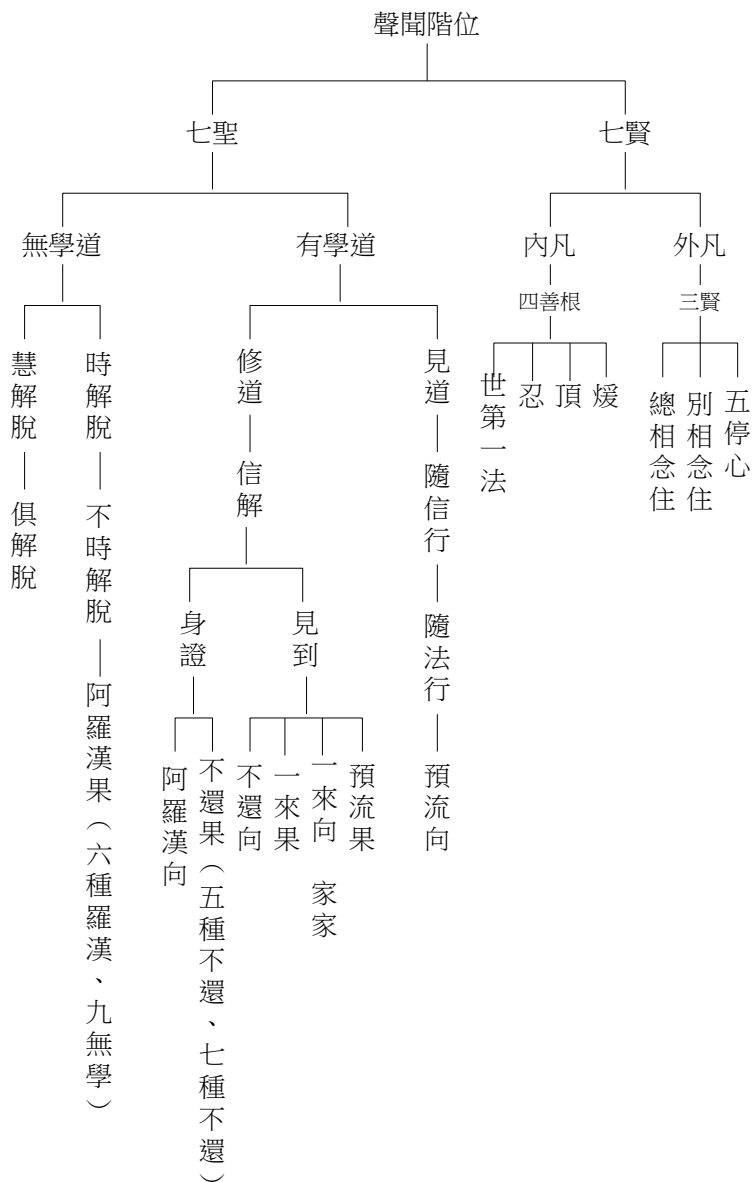 聲聞階位
七聖
七賢
無學道
有學道
內凡
外凡
四善根
三賢
五停心
別相念住
總相念住
煖
頂
忍
世第一法
見道
隨信行
隨法行
預流向
修道
信解
見到
身證
預流果
一來向 家家
一來果
不還向
不還果（五種不還、七種不還）
阿羅漢向
時解脫
不時解脫
阿羅漢果（六種羅漢、九無學）
慧解脫
俱解脫